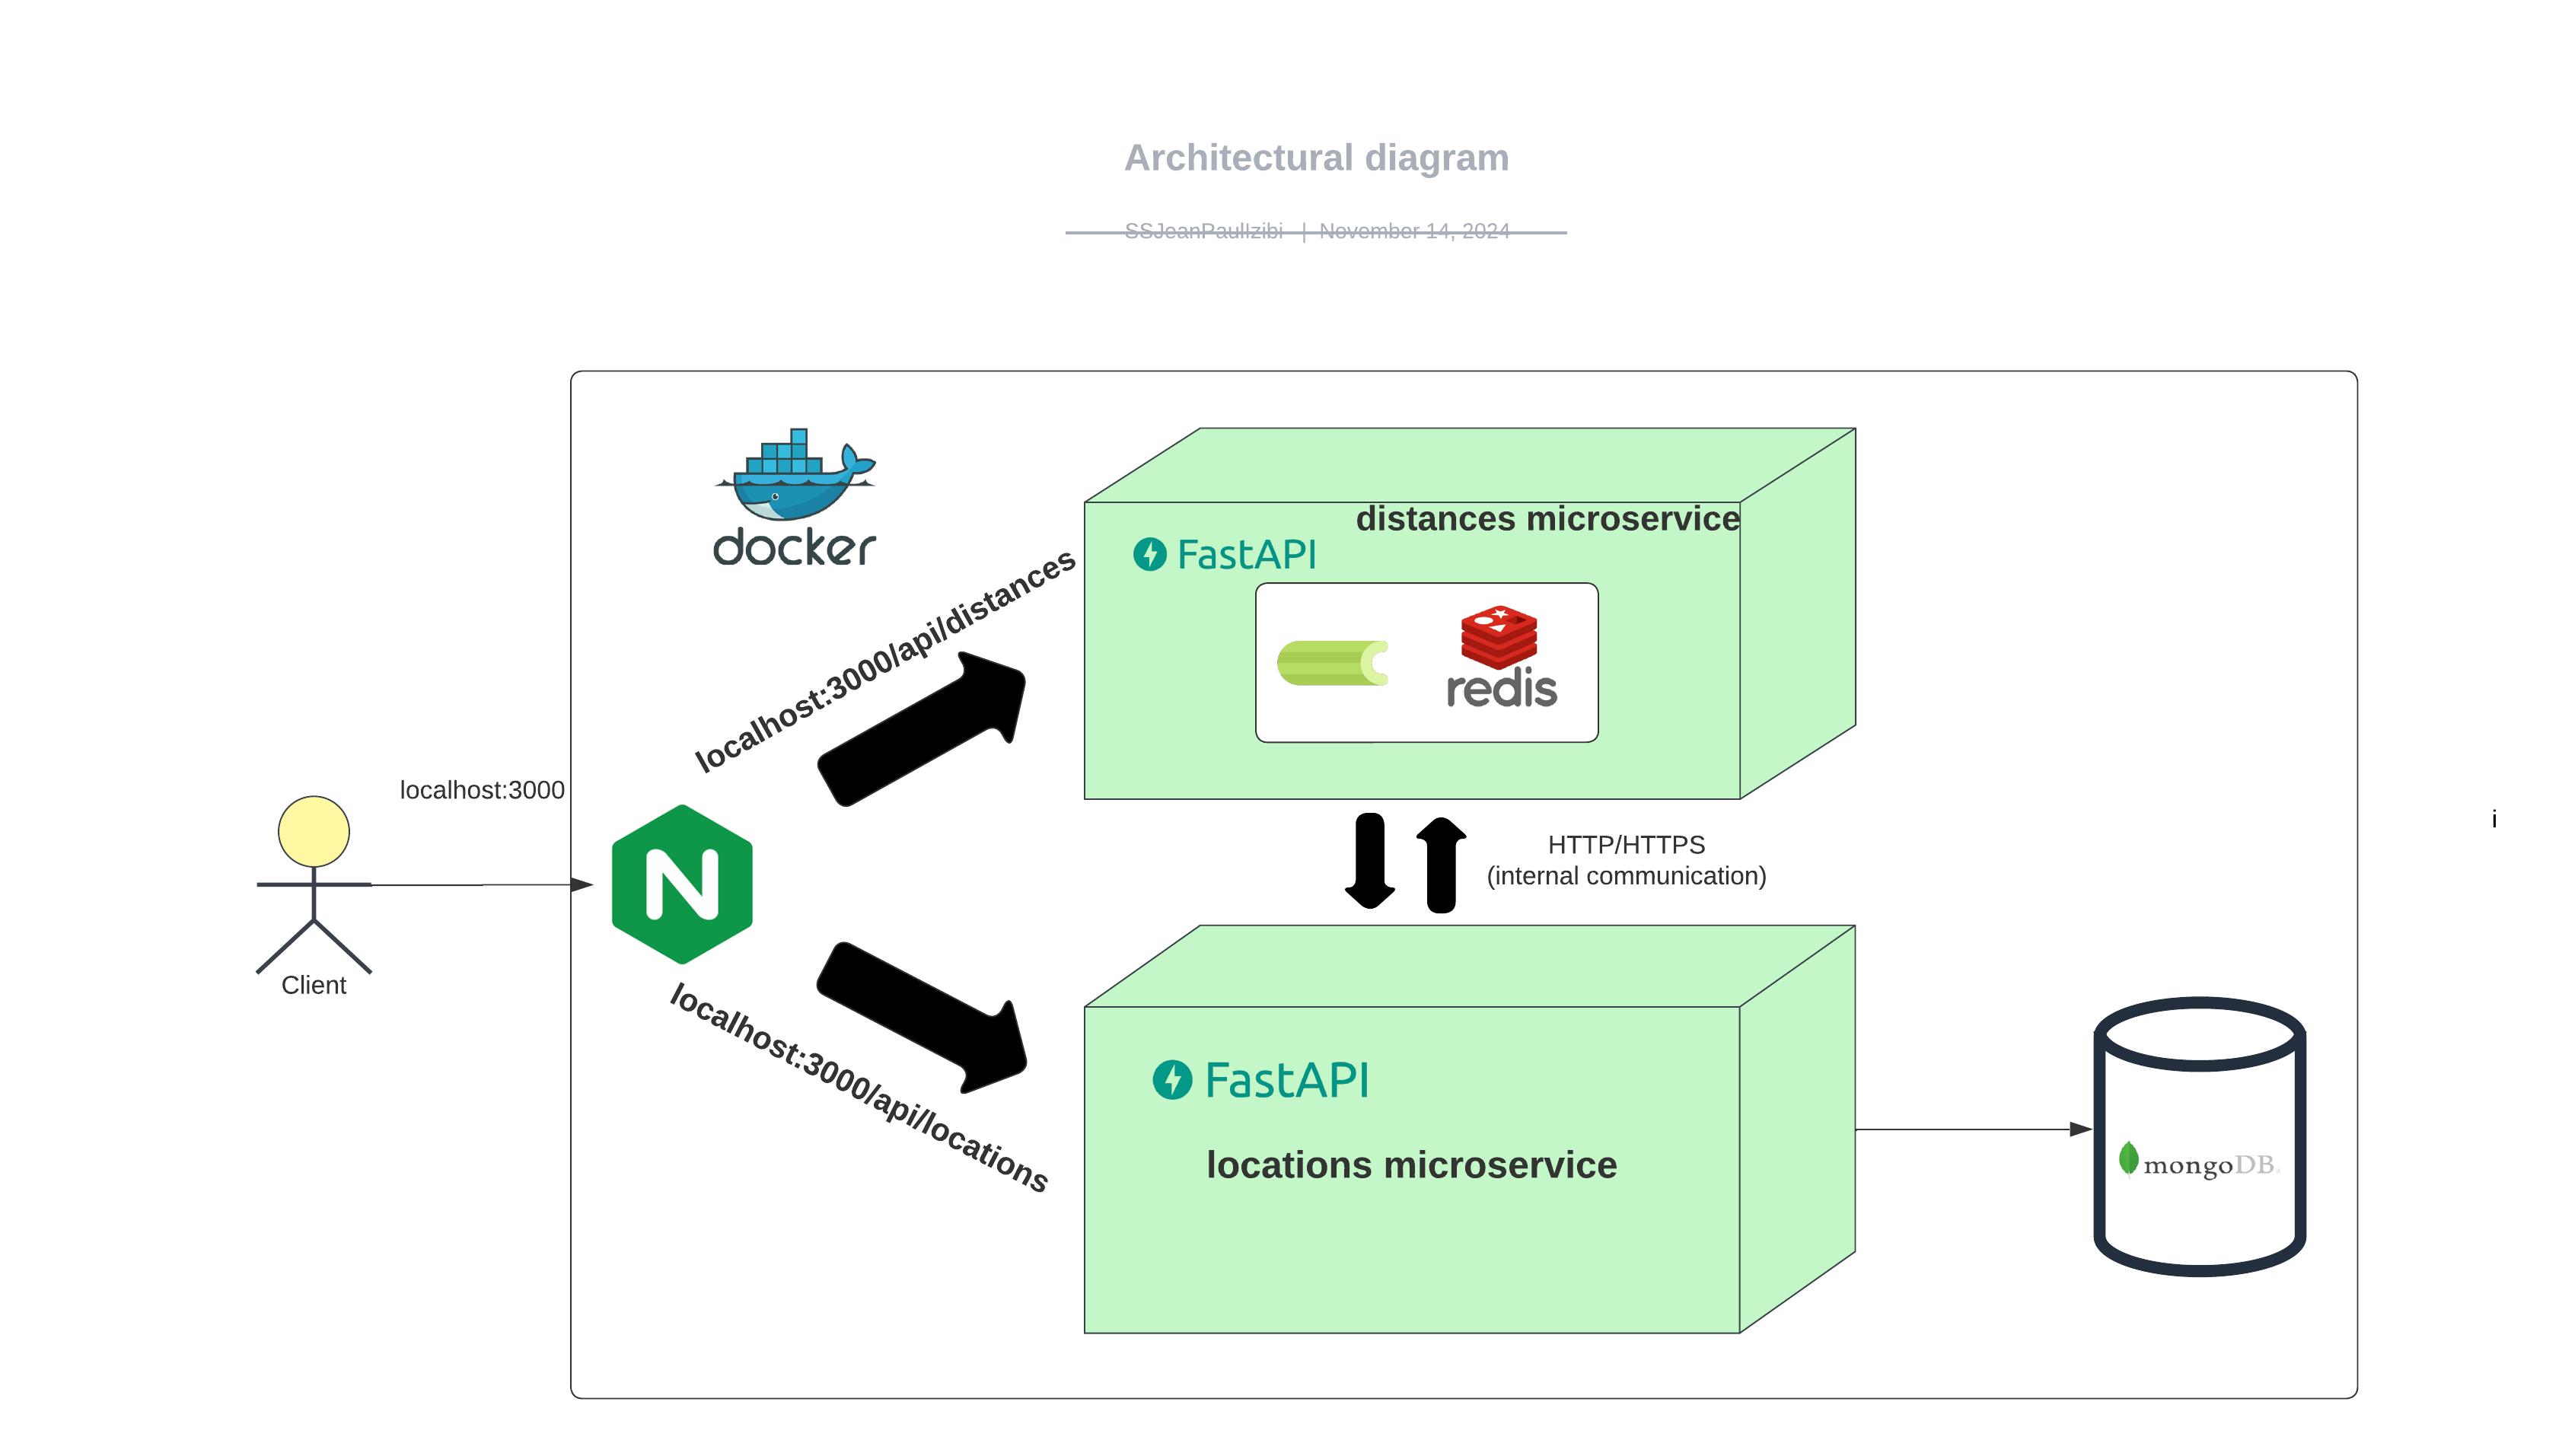 Architectural diagram
SSJeanPaulIzibi | November 14, 2024
docker
distances microservice
FastAPI
localhost:3000/api/distances
redis
localhost:3000
HTTP/HTTPS
(internal communication)
i
N
Client
localhost:3000/api/locations
FastAPI
locations microservice
mongoDB